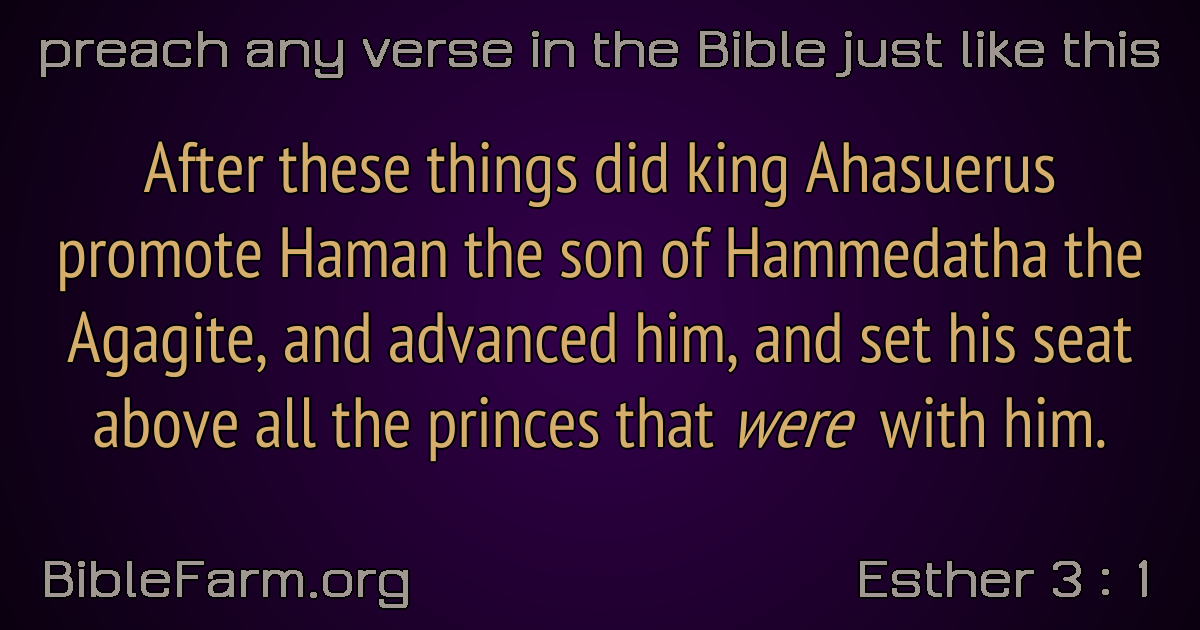 preach any verse in the Bible just like this
After these things did king Ahasuerus
promote Haman the son of Hammedatha the
Agagite, and advanced him, and set his seat
above all the princes that were with him.
BibleFarm.org
Esther 3 : 1